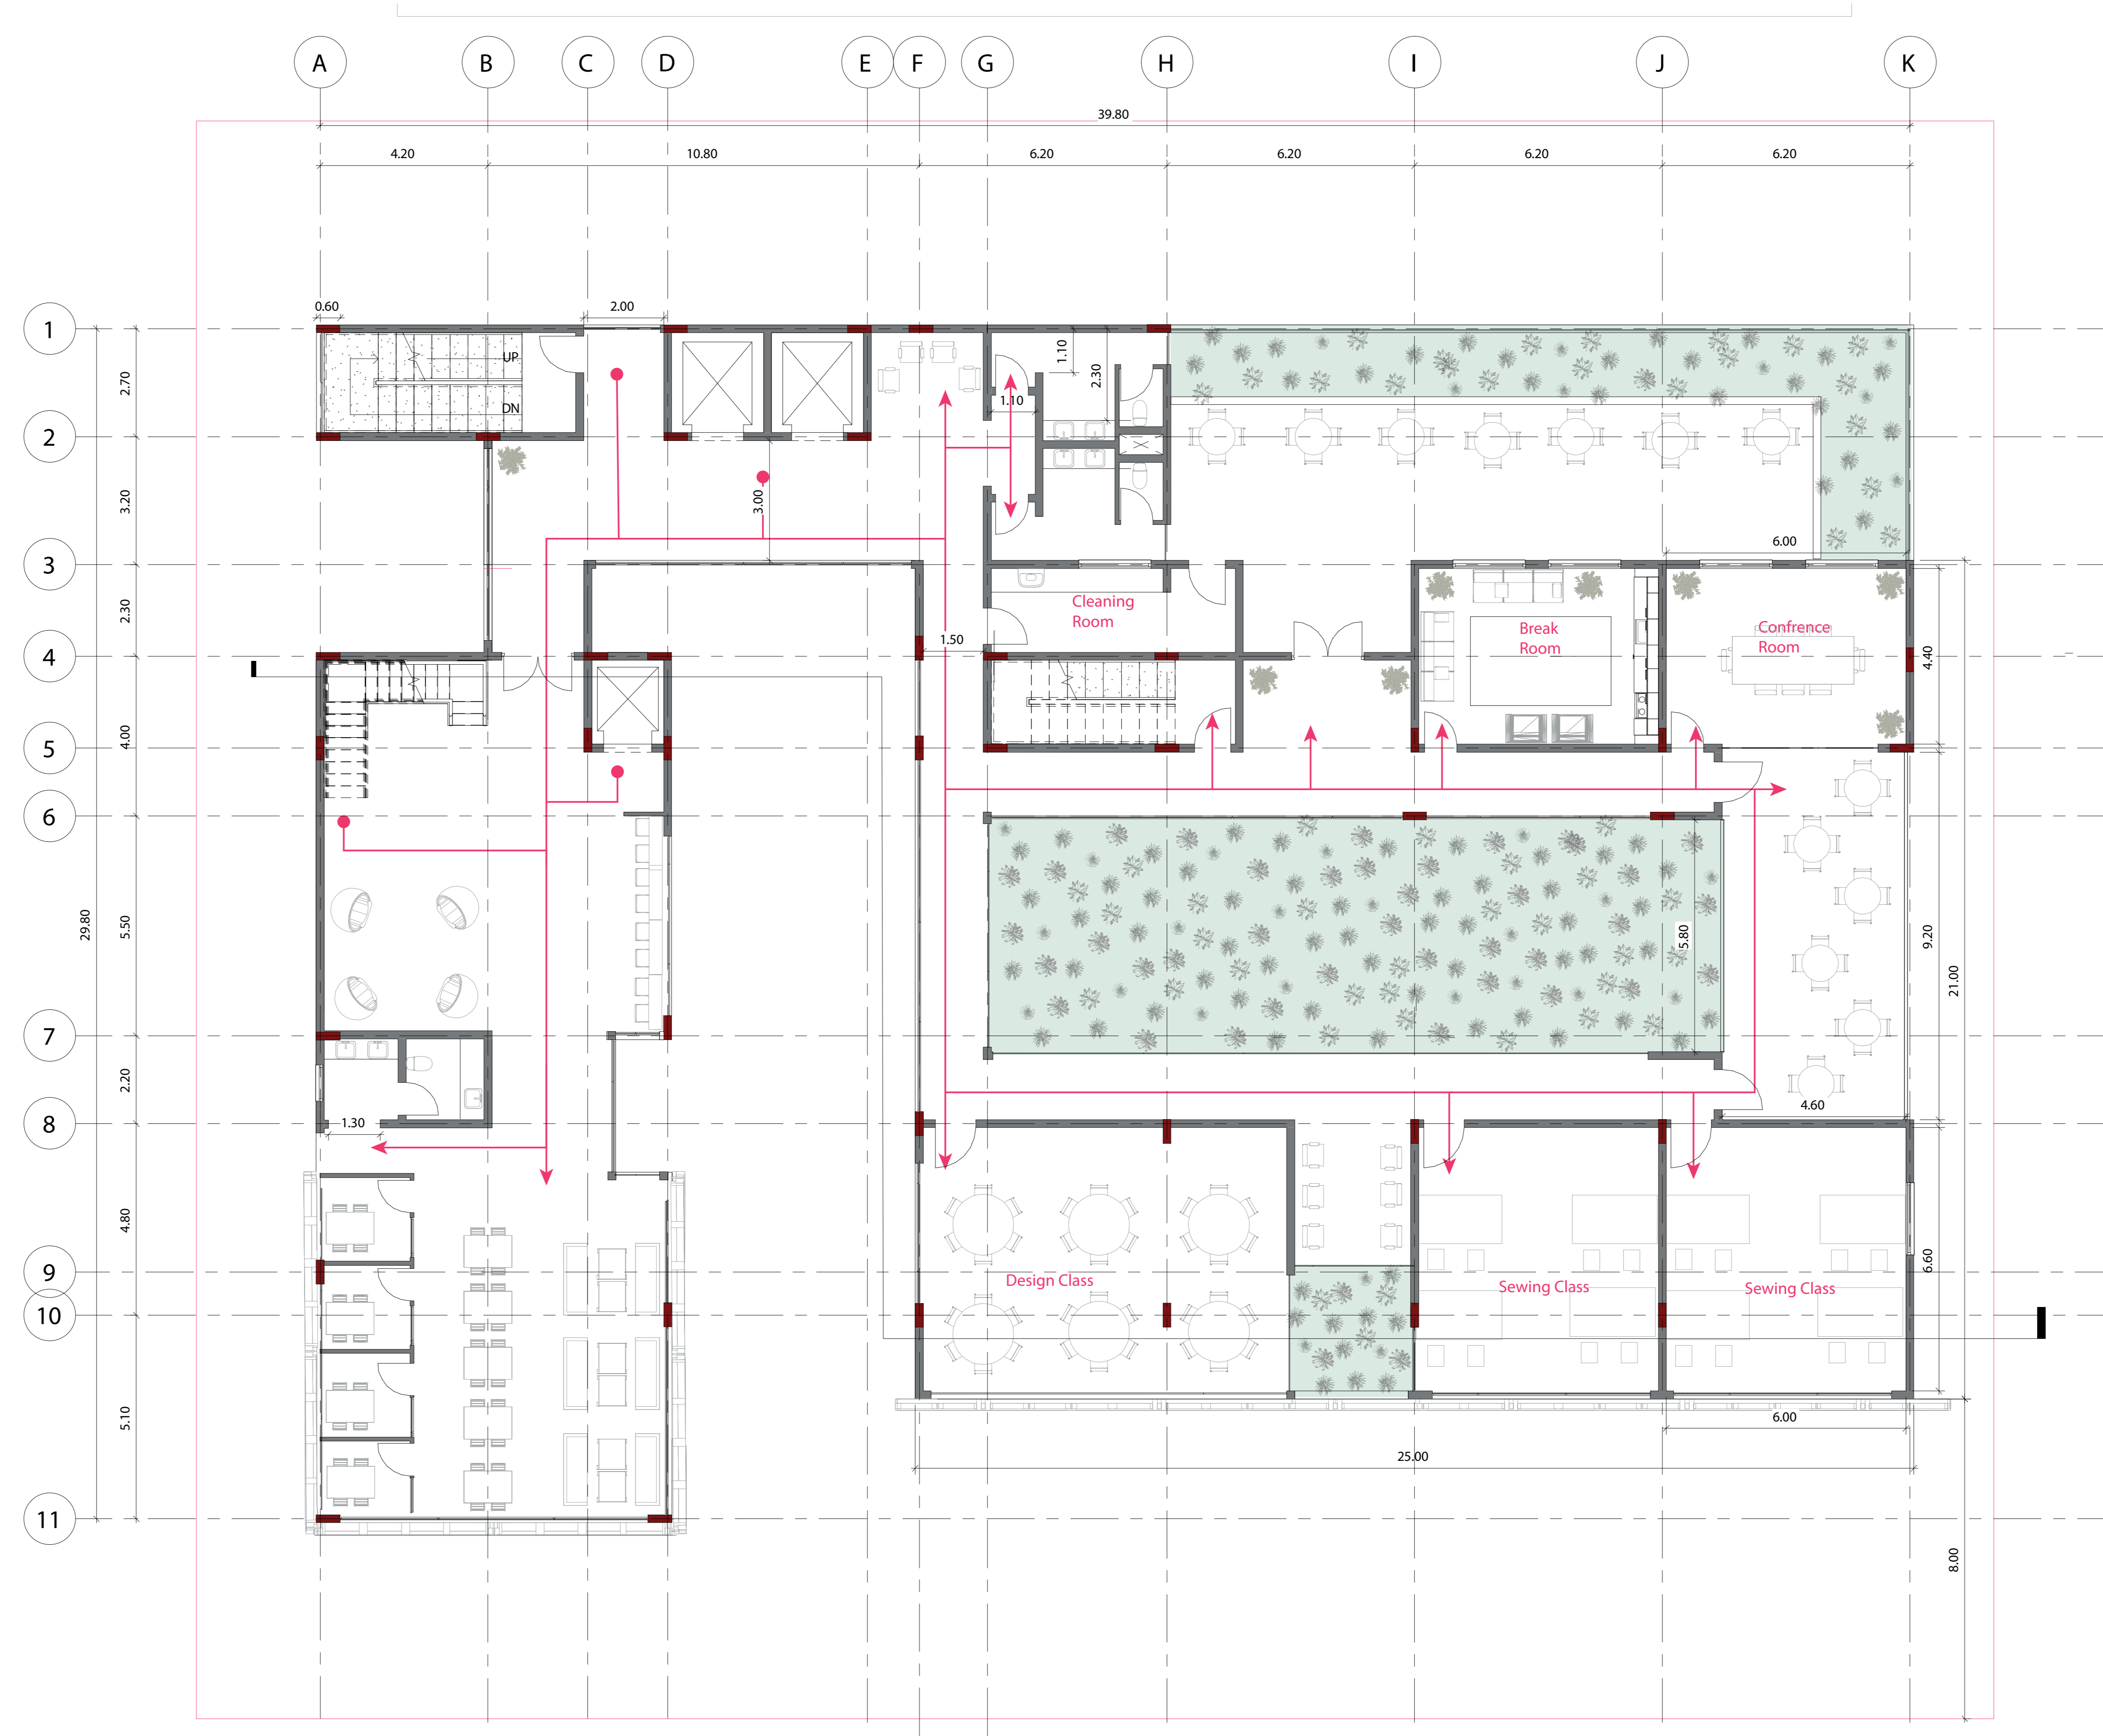 A B C D E F G H I J K
39.80
4.20 10.80 6.20 6.20 6.20 6.20
0.60 2.00
1
UP
1.10
2.30
2.70
1.10
DN
2
3.20
3.00
6.00
3
2.30
Cleaning
Room
Break
Room
Confrence
Room
1.50
4
4.40
4.00
5
6
5.50
29.80
5.80
9.20
21.00
7
2.20
4.60
8
1.30
4.80
6.60
9
Design Class
Sewing Class
Sewing Class
10
5.10
6.00
25.00
11
8.00